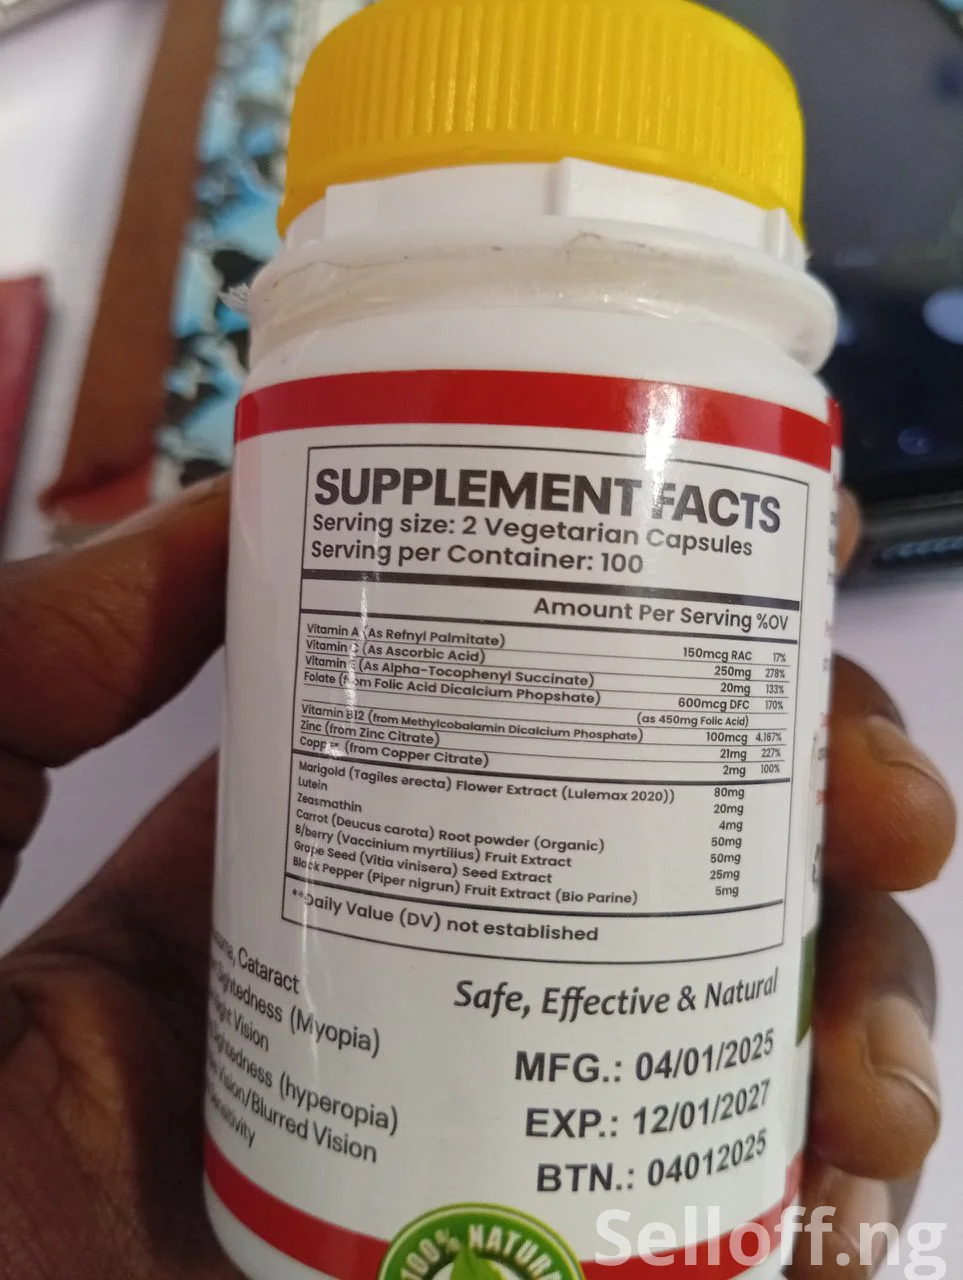 SUPPLEMENT FACTS
Serving size: 2 Vegetarian Capsules
Serving per Container: 100
Amount Per Serving %OV
Vitamin A (As Refnyl Palmitate) 150mcg RAC 17%
Vitamin (As Ascorbic Acid) 250mg 278%
Vitamin (As Alpha-Tocophenyl Succinate) 20mg 133%
Folate (from Folic Acid Dicalcium Phopshate) 600mcg DFC 170%
(as 450mg Folic Acid)
Vitamin B12 (from Methylcobalamin Dicalcium Phosphate) 100mcg 4,167%
Zinc (from Zinc Citrate) 21mg 227%
Copper (from Copper Citrate) 2mg 100%
Marigold (Tagiles erecta) Flower Extract (Lulemax 2020)) 80mg
Lutein 20mg
Zeasmathin 4mg
Carrot (Deucus carota) Root powder (Organic) 50mg
B/berry (Vaccinium myrtilius) Fruit Extract 50mg
Grape Seed (Vitia vinisera) Seed Extract 25mg
Black Pepper (Piper nigrun) Fruit Extract (Bio Parine) 5mg
**Daily Value (DV) not established
Cataract
Sightedness (Myopia)
Vision
Sightedness (hyperopia)
Vision/Blurred Vision
Safe, Effective & Natural
MFG.: 04/01/2025
EXP.: 12/01/2027
BTN.: 04012025
100% NATURA
Selloff.ng